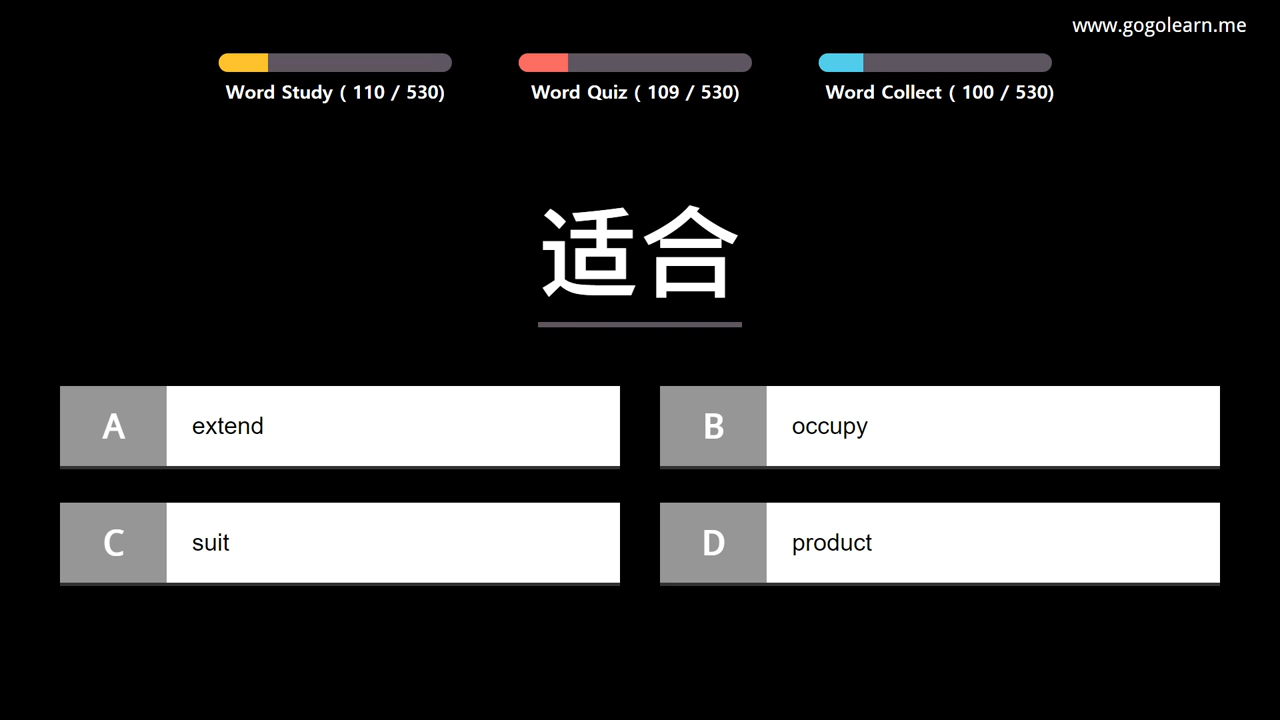 www.gogolearn.me
Word Study ( 110 / 530)
Word Quiz ( 109 / 530)
Word Collect ( 100 / 530)
适合
A extend
B occupy
C suit
D product